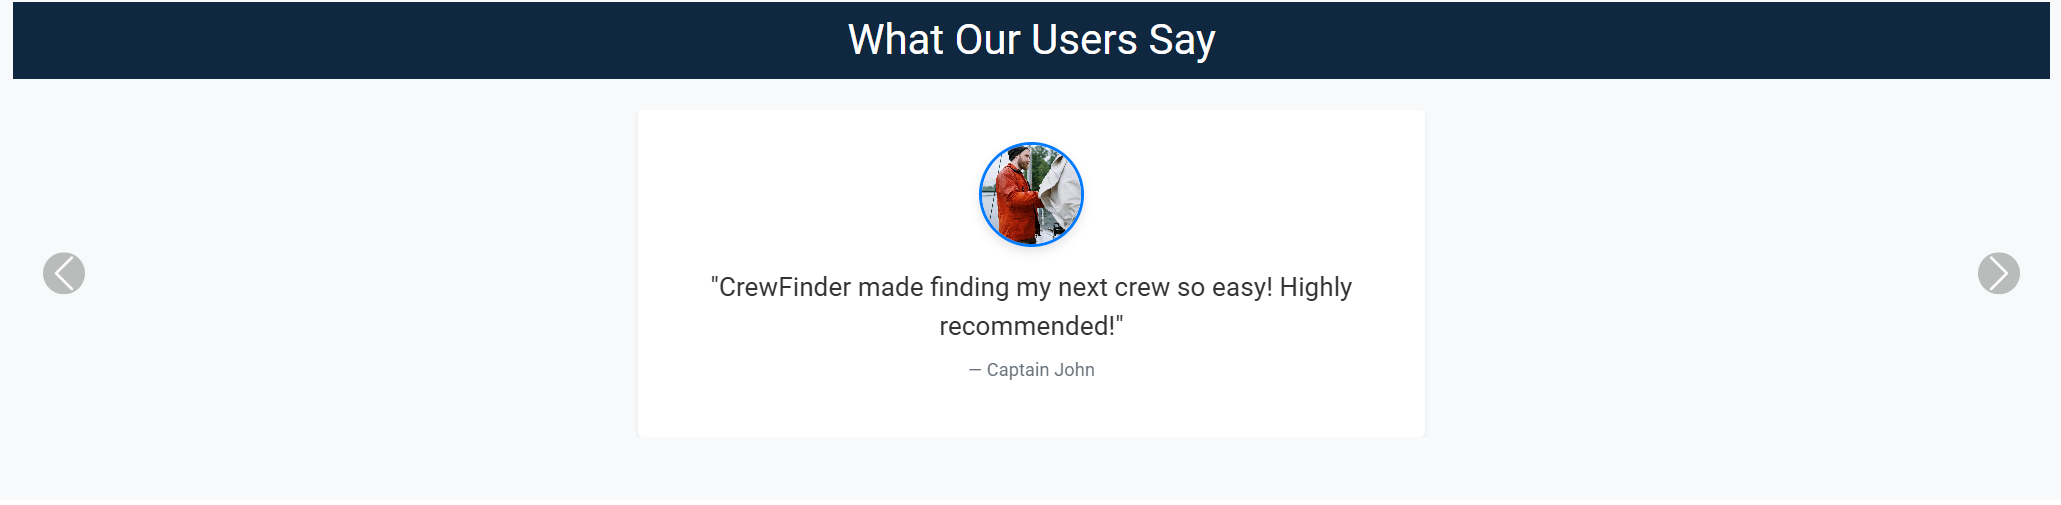 What Our Users Say
"CrewFinder made finding my next crew so easy! Highly
recommended!"
— Captain John